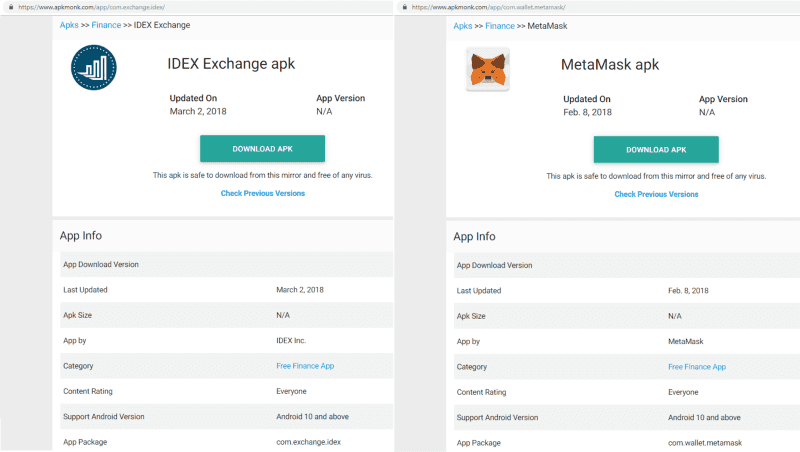 https://www.apkmonk.com/app/com.exchange.idex/
Apks >> Finance >> IDEX Exchange
IDEX Exchange apk
Updated On App Version
March 2, 2018 N/A
DOWNLOAD APK
This apk is safe to download from this mirror and free of any virus.
Check Previous Versions
App Info
App Download Version
Last Updated March 2, 2018
Apk Size N/A
App by IDEX Inc.
Category Free Finance App
Content Rating Everyone
Support Android Version Android 10 and above
App Package com.exchange.idex
https://www.apkmonk.com/app/com.wallet.metamask/
Apks >> Finance >> MetaMask
MetaMask apk
Updated On App Version
Feb. 8, 2018 N/A
DOWNLOAD APK
This apk is safe to download from this mirror and free of any virus.
Check Previous Versions
App Info
App Download Version
Last Updated Feb. 8, 2018
Apk Size N/A
App by MetaMask
Category Free Finance App
Content Rating Everyone
Support Android Version Android 10 and above
App Package com.wallet.metamask